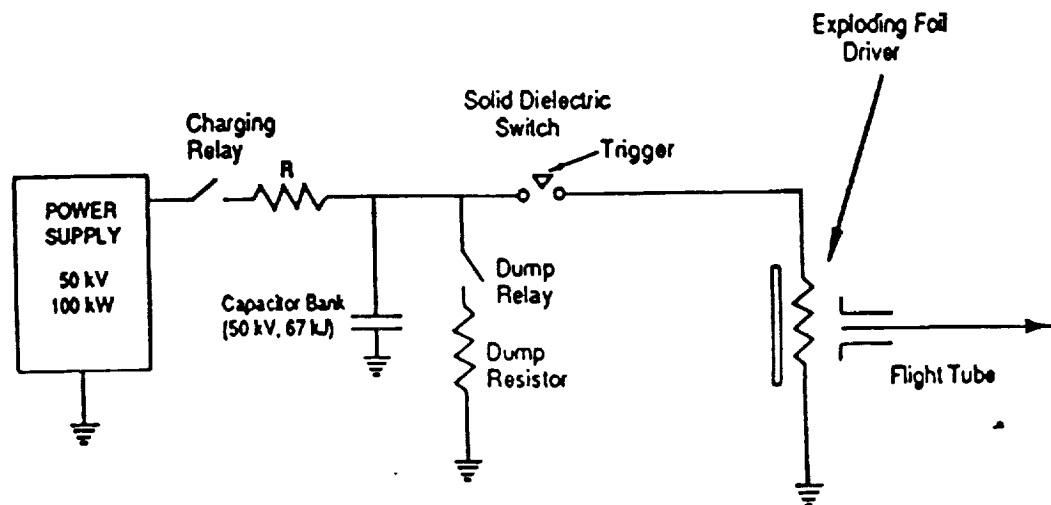 Exploding Foil
Driver
Solid Dielectric
Switch
Trigger
Charging
Relay
R
POWER
SUPPLY
50 kV
100 kW
Capacitor Bank
(50 kV, 67 kJ)
Dump
Relay
Dump
Resistor
Flight Tube